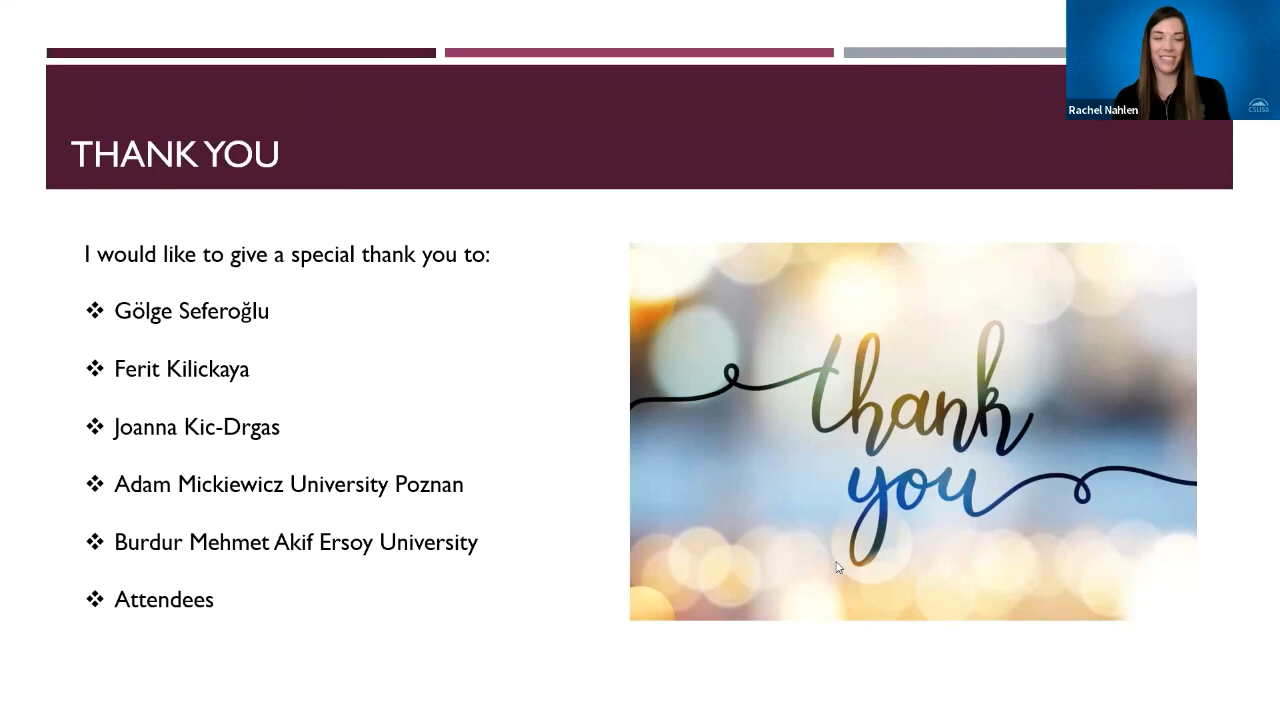 Rachel Nahlen
CSUSB
THANK YOU
I would like to give a special thank you to:
❖ Gölge Seferoğlu
❖ Ferit Kilickaya
❖ Joanna Kic-Drgas
❖ Adam Mickiewicz University Poznan
❖ Burdur Mehmet Akif Ersoy University
❖ Attendees
thank
you